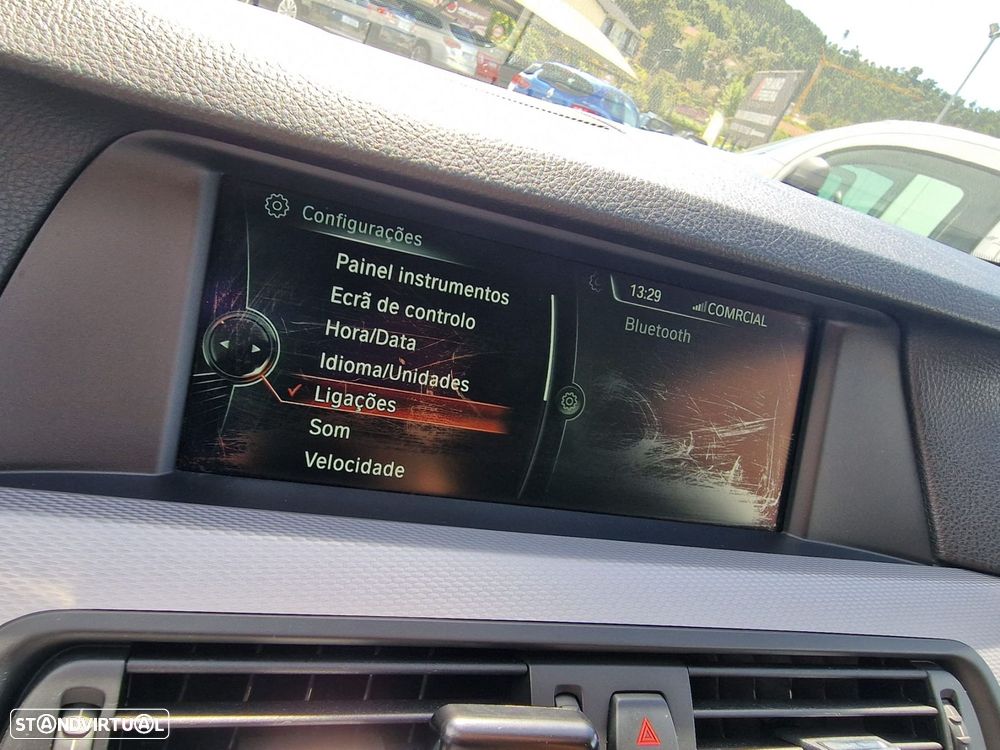 Configurações
Painel instrumentos
Ecrã de controlo
Hora/Data
Idioma/Unidades
Ligações
Som
Velocidade
13:29
COMRCIAL
Bluetooth
STANDVIRTUAL